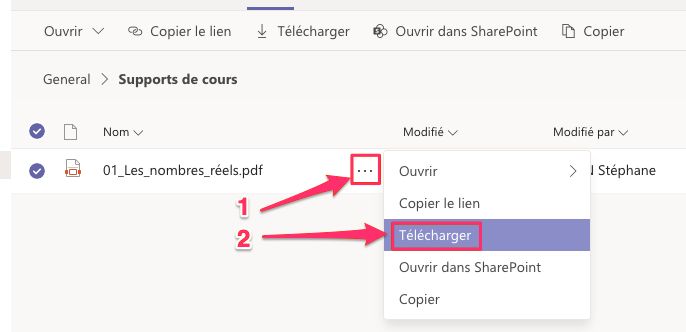 Ouvrir Copier le lien Télécharger Ouvrir dans SharePoint Copier
General > Supports de cours
Nom Modifié Modifié par
01_Les_nombres_réels.pdf ... Stéphane
1
2
Ouvrir
Copier le lien
Télécharger
Ouvrir dans SharePoint
Copier